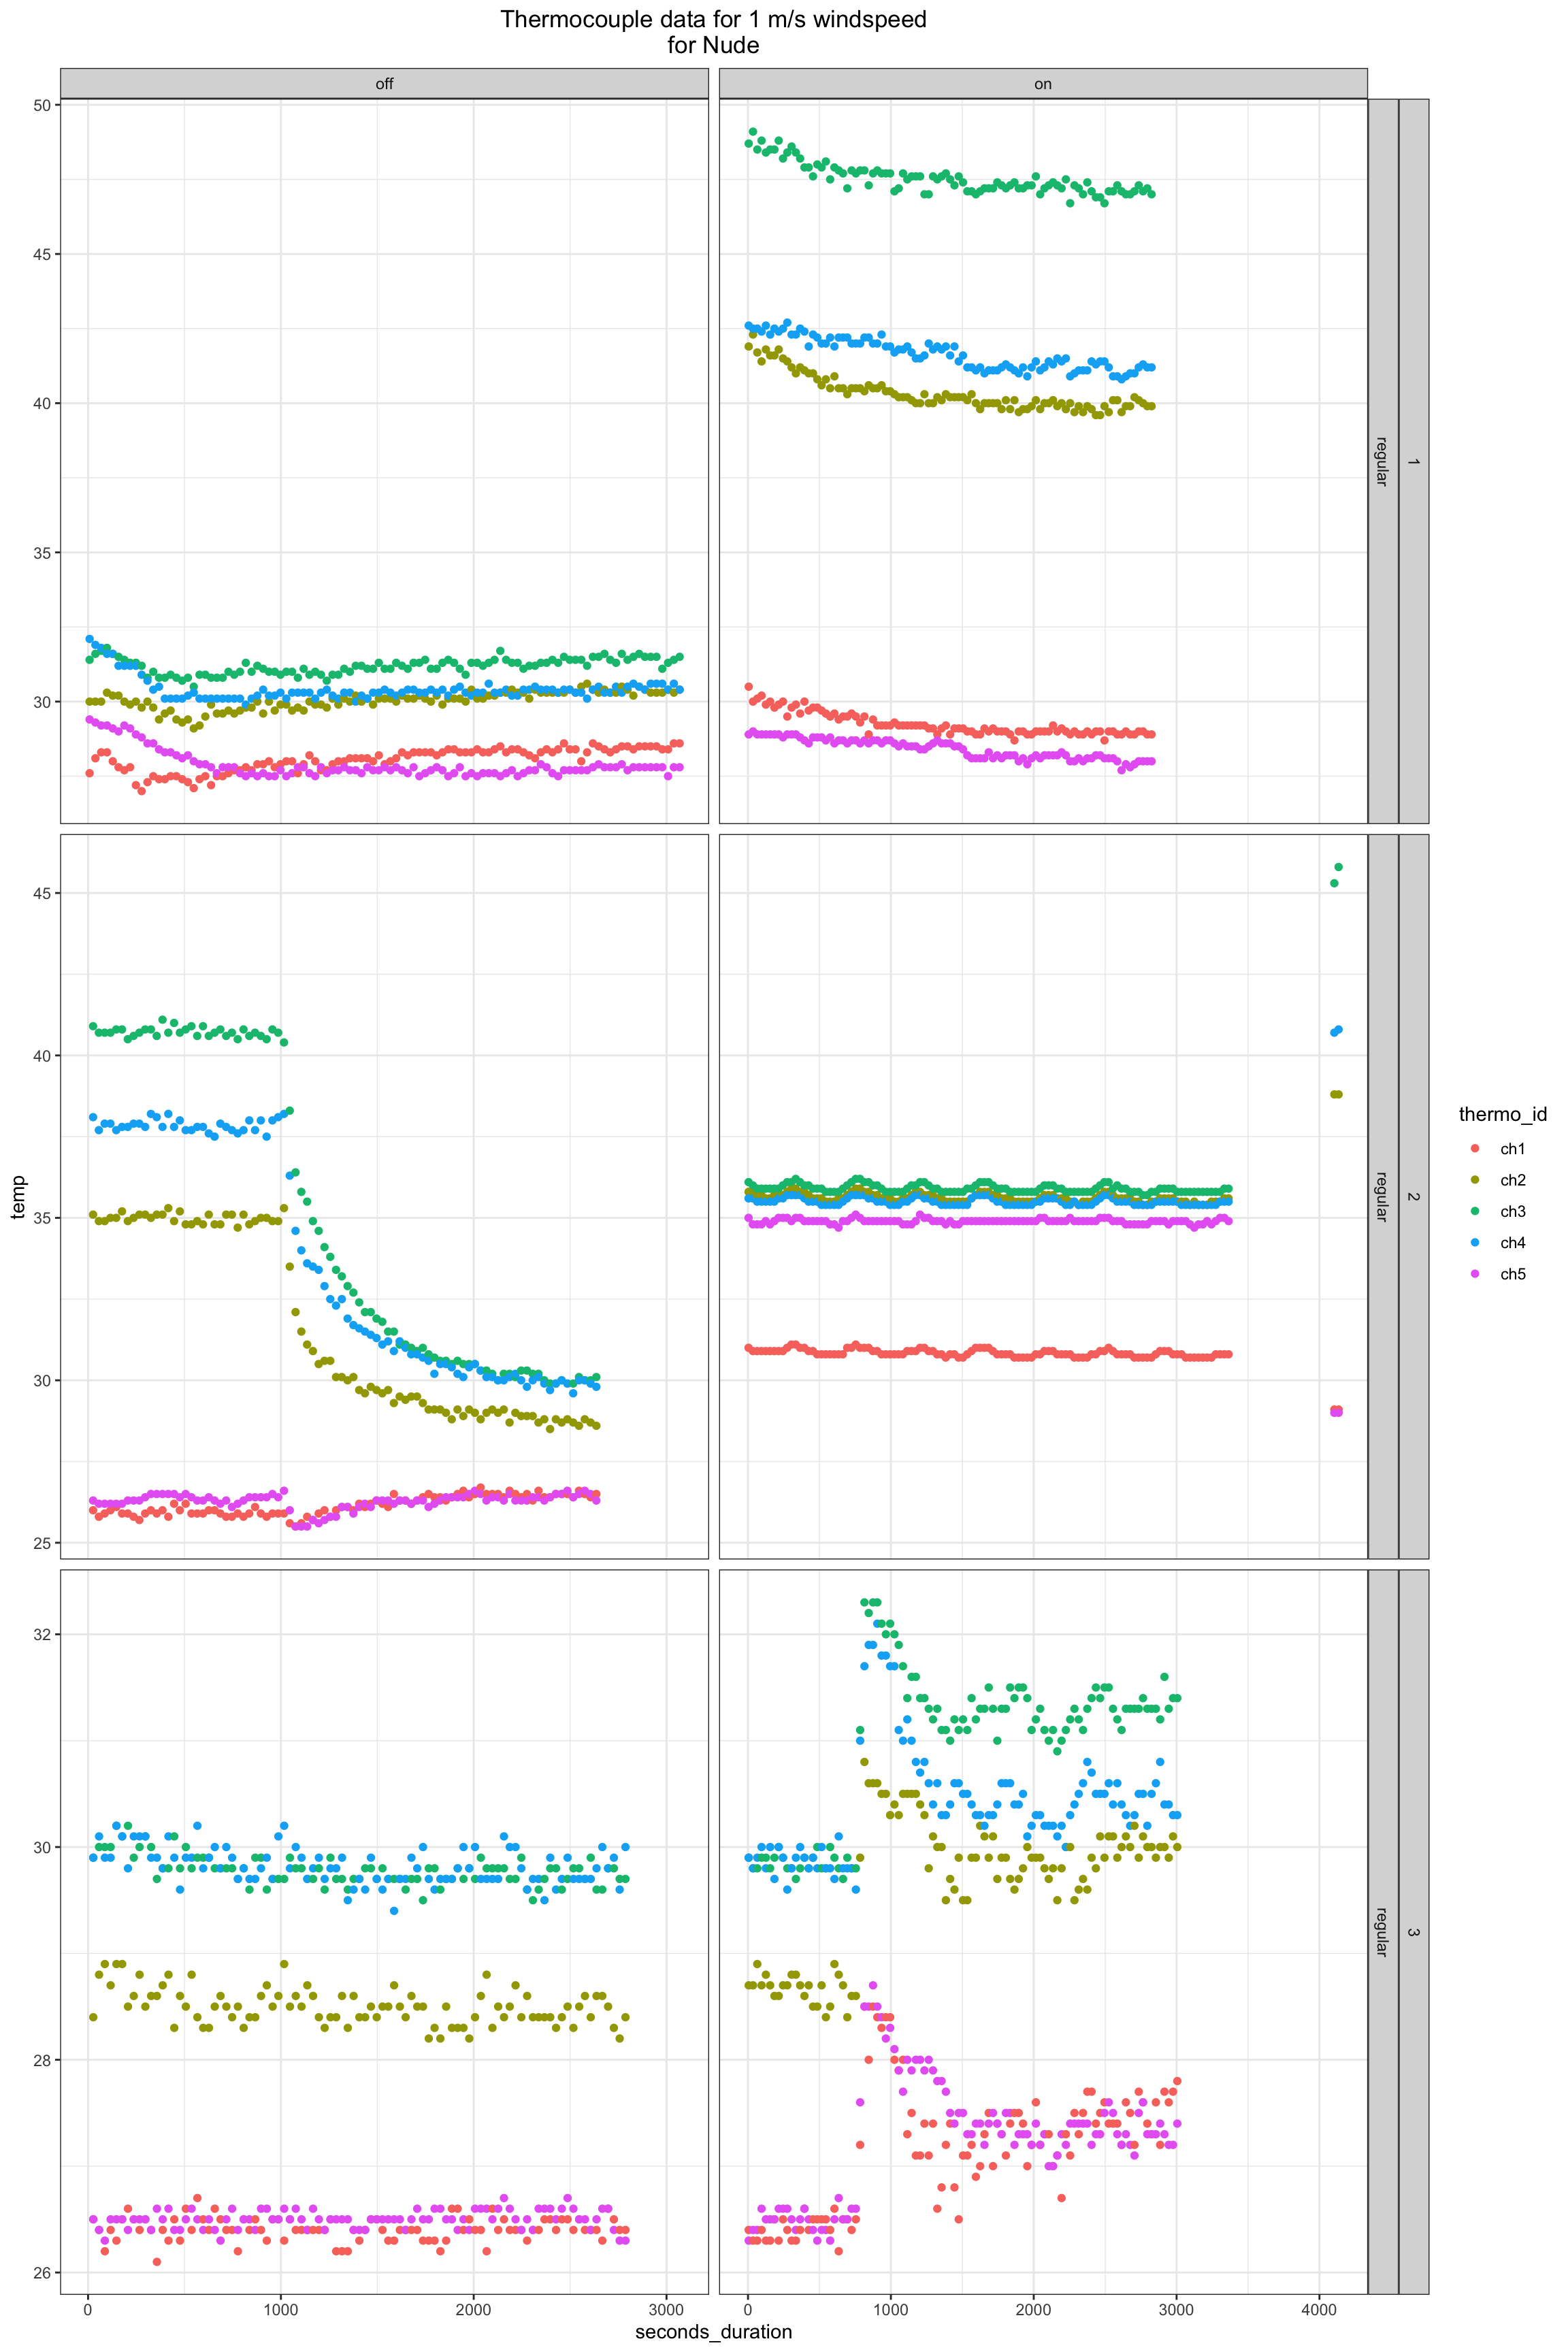 Thermocouple data for 1 m/s windspeed
for Nude
off
on
50
45
40
35
30
regular
1
45
40
35
30
25
regular
2
32
30
28
26
regular
3
temp
0
1000
2000
3000
0
1000
2000
3000
4000
seconds_duration
thermo_id
ch1
ch2
ch3
ch4
ch5